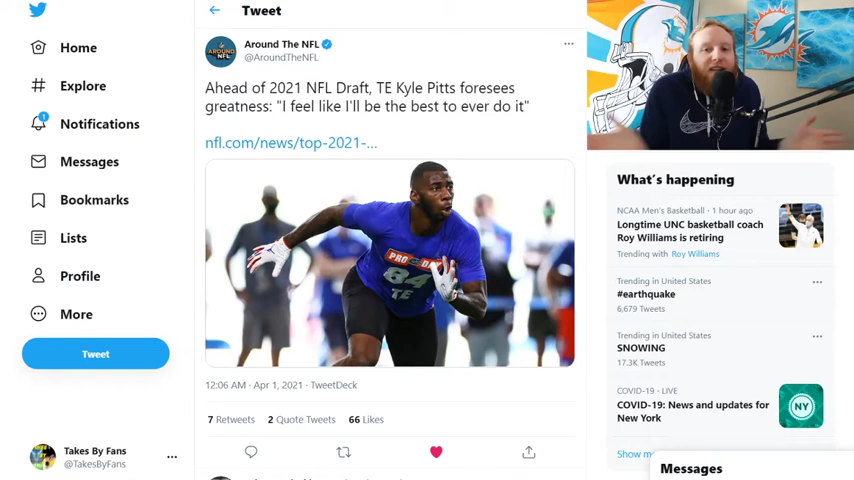 Tweet
Home
Explore
1
Notifications
Messages
Bookmarks
Lists
Profile
More
Tweet
Takes By Fans
@TakesByFans
AROUND
NFL
Around The NFL
@AroundTheNFL
Ahead of 2021 NFL Draft, TE Kyle Pitts foresees
greatness: "I feel like I'll be the best to ever do it"
nfl.com/news/top-2021-...
PRO DAY
84
TE
12:06 AM · Apr 1, 2021 · TweetDeck
7 Retweets 2 Quote Tweets 66 Likes
What's happening
NCAA Men's Basketball · 1 hour ago
Longtime UNC basketball coach
Roy Williams is retiring
Trending with Roy Williams
Trending in United States
#earthquake
6,679 Tweets
Trending in United States
SNOWING
17.3K Tweets
COVID-19 · LIVE
COVID-19: News and updates for
New York
NY
Show
Messages